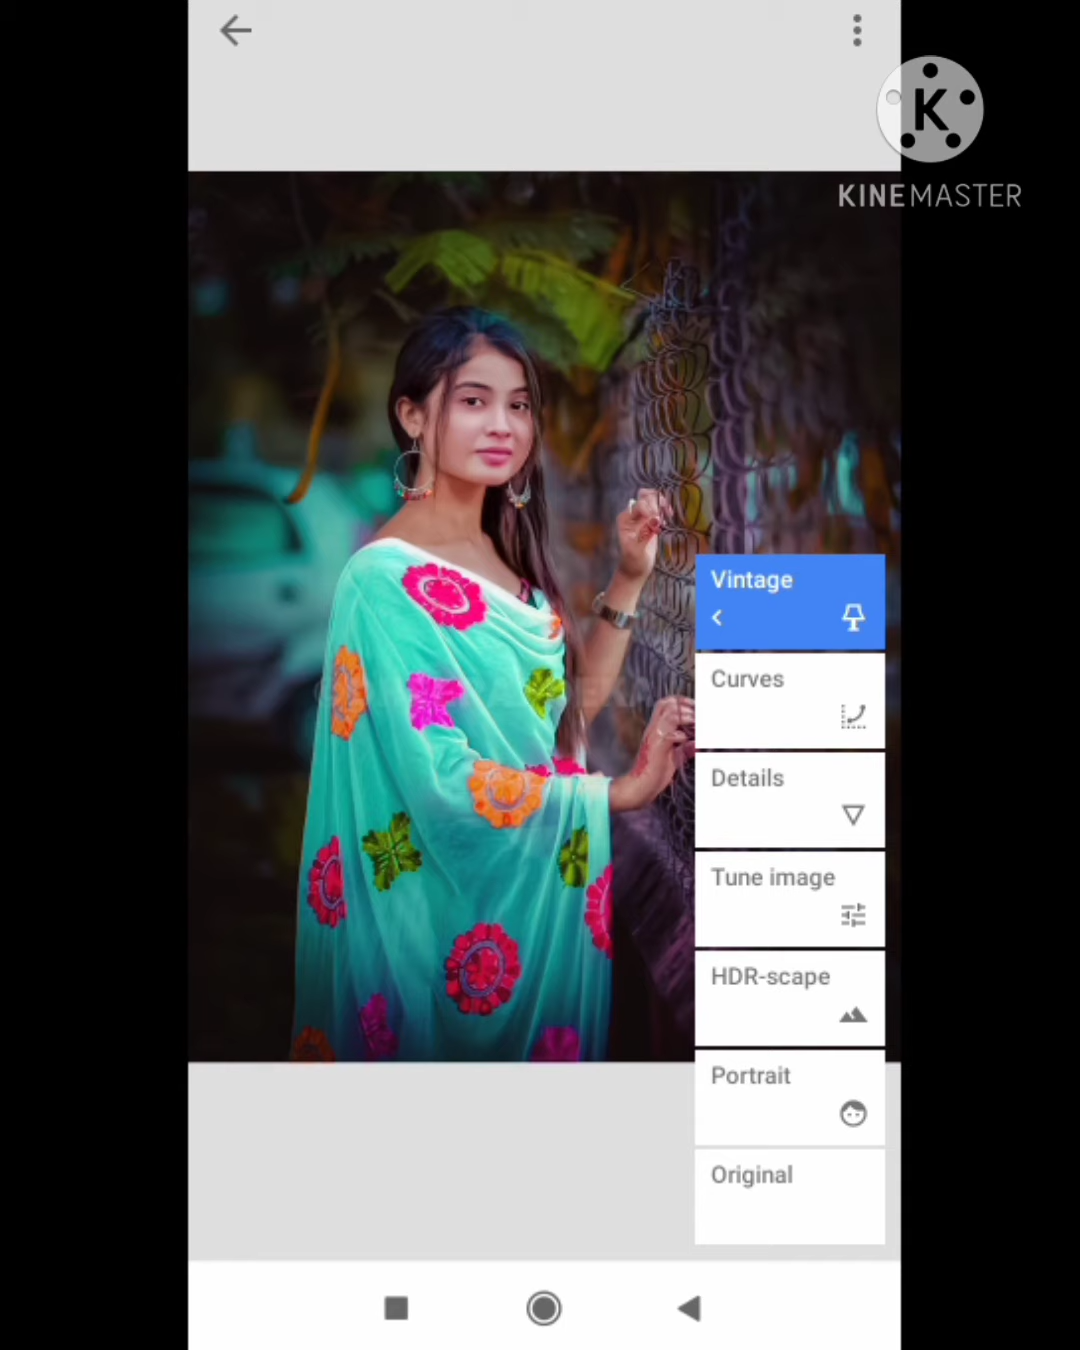 KINEMASTER
Vintage
Curves
Details
Tune image
HDR-scape
Portrait
Original